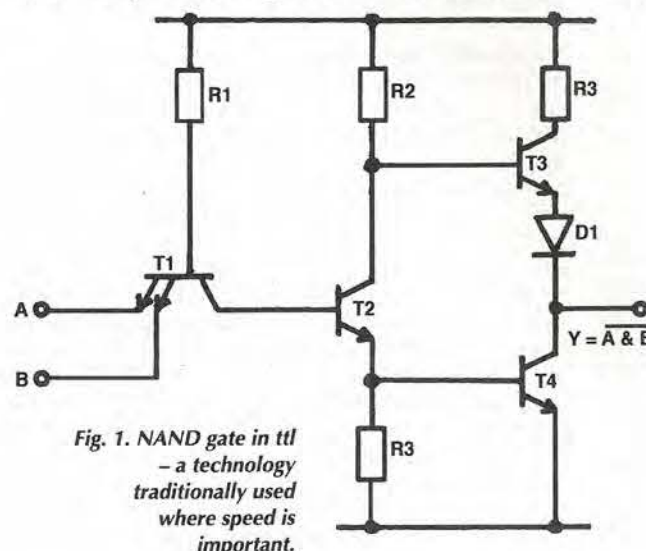 R1
R2
R3
T3
D1
T1
A
B
T2
Y = A & B
T4
R3
Fig. 1. NAND gate in ttl
– a technology
traditionally used
where speed is
important.